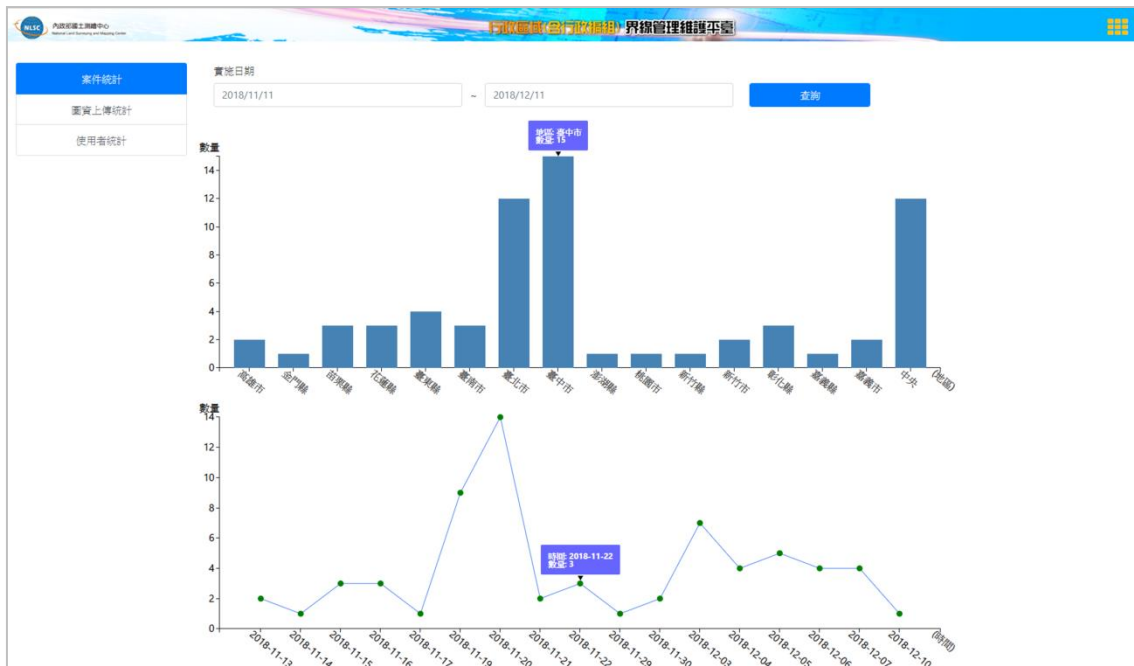 NLSC 內政部國土測繪中心
National Land Surveying and Mapping Center
行政區域(含行政編組) 界線管理維護平臺
案件統計
圖資上傳統計
使用者統計
實施日期
2018/11/11 ~ 2018/12/11 查詢
地區: 臺中市
數量: 15
數量
14
12
10
8
6
4
2
0
高雄市 金門縣 苗栗縣 花蓮縣 臺東縣 臺南市 臺北市 臺中市 澎湖縣 桃園市 新竹縣 新竹市 彰化縣 嘉義縣 嘉義市 中央 (地區)
數量
14
12
10
8
6
4
2
0
時間: 2018-11-22
數量: 3
2018-11-13 2018-11-14 2018-11-15 2018-11-16 2018-11-17 2018-11-19 2018-11-20 2018-11-21 2018-11-22 2018-11-29 2018-11-30 2018-12-03 2018-12-04 2018-12-05 2018-12-06 2018-12-07 2018-12-10 (時間)